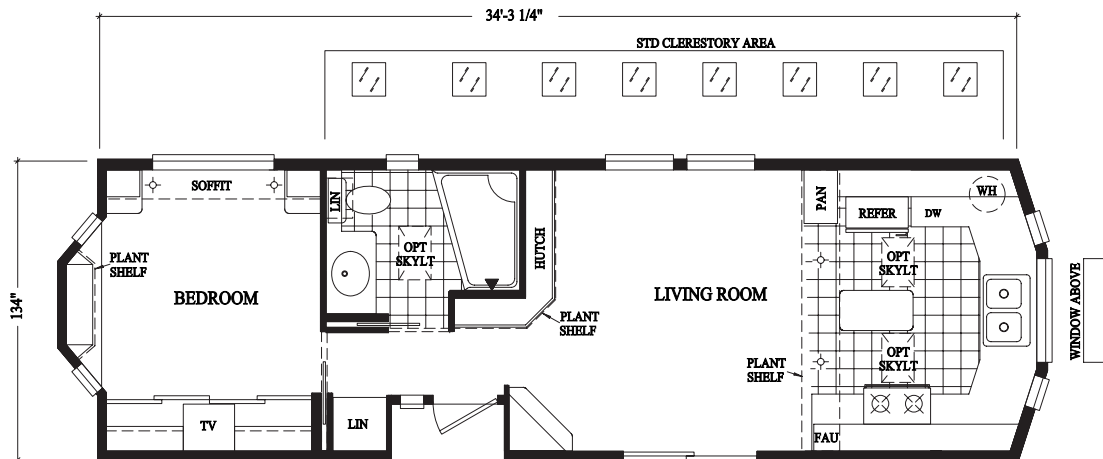 34'-3 1/4"
STD CLERESTORY AREA
SOFFIT
LIN
PAN
REFER
DW
WH
HUTCH
OPT
SKYLT
OPT
SKYLT
PLANT
SHELF
BEDROOM
LIVING ROOM
134"
PLANT
SHELF
WINDOW ABOVE
PLANT
SHELF
OPT
SKYLT
TV
LIN
FAU